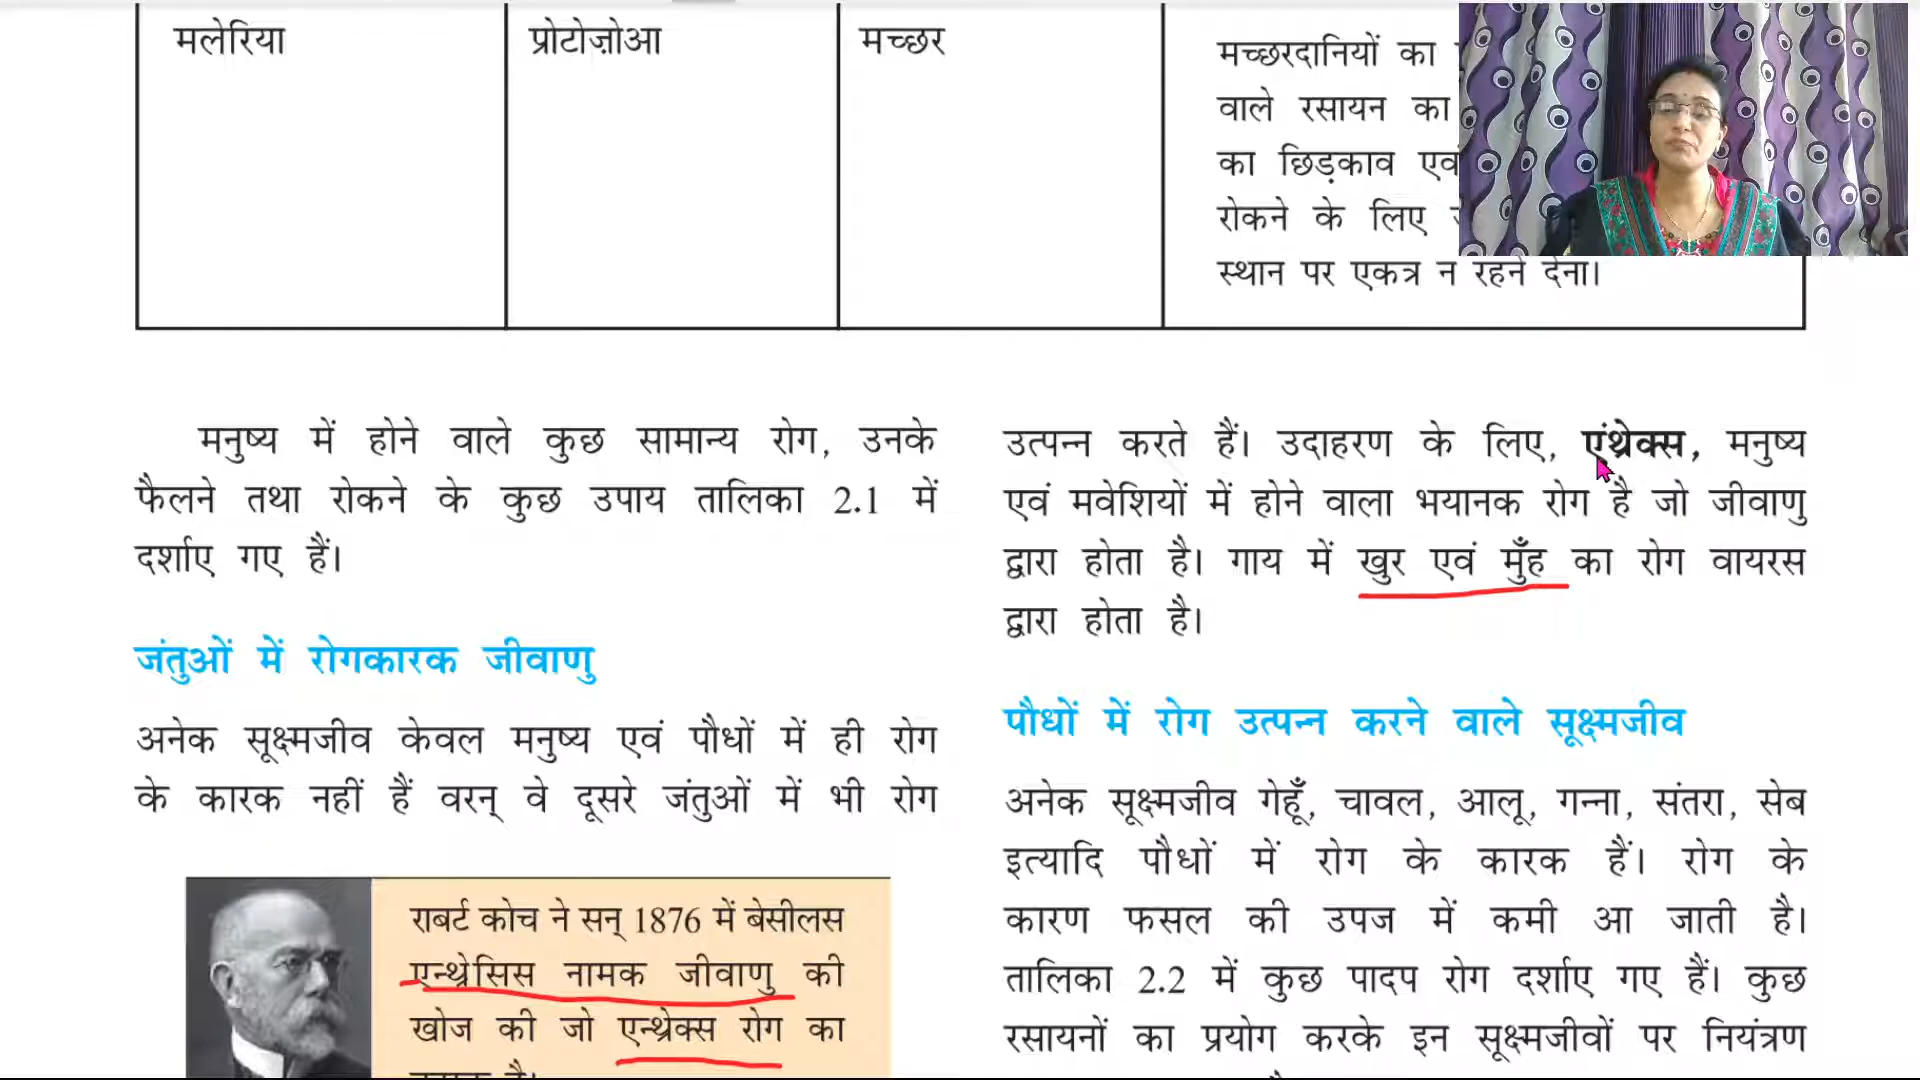 मलेरिया
प्रोटोज़ोआ
मच्छर
मच्छरदानियों का
वाले रसायन का
का छिड़काव एवं
रोकने के लिए
स्थान पर एकत्र न रहने देना।
मनुष्य में होने वाले कुछ सामान्य रोग, उनके
फैलने तथा रोकने के कुछ उपाय तालिका 2.1 में
दर्शाए गए हैं।
जंतुओं में रोगकारक जीवाणु
अनेक सूक्ष्मजीव केवल मनुष्य एवं पौधों में ही रोग
के कारक नहीं हैं वरन् वे दूसरे जंतुओं में भी रोग
राबर्ट कोच ने सन् 1876 में बेसीलस
एन्थ्रेसिस नामक जीवाणु की
खोज की जो एन्थ्रेक्स रोग का
उत्पन्न करते हैं। उदाहरण के लिए, एंथ्रेक्स, मनुष्य
एवं मवेशियों में होने वाला भयानक रोग है जो जीवाणु
द्वारा होता है। गाय में खुर एवं मुँह का रोग वायरस
द्वारा होता है।
पौधों में रोग उत्पन्न करने वाले सूक्ष्मजीव
अनेक सूक्ष्मजीव गेहूँ, चावल, आलू, गन्ना, संतरा, सेब
इत्यादि पौधों में रोग के कारक हैं। रोग के
कारण फसल की उपज में कमी आ जाती है।
तालिका 2.2 में कुछ पादप रोग दर्शाए गए हैं। कुछ
रसायनों का प्रयोग करके इन सूक्ष्मजीवों पर नियंत्रण